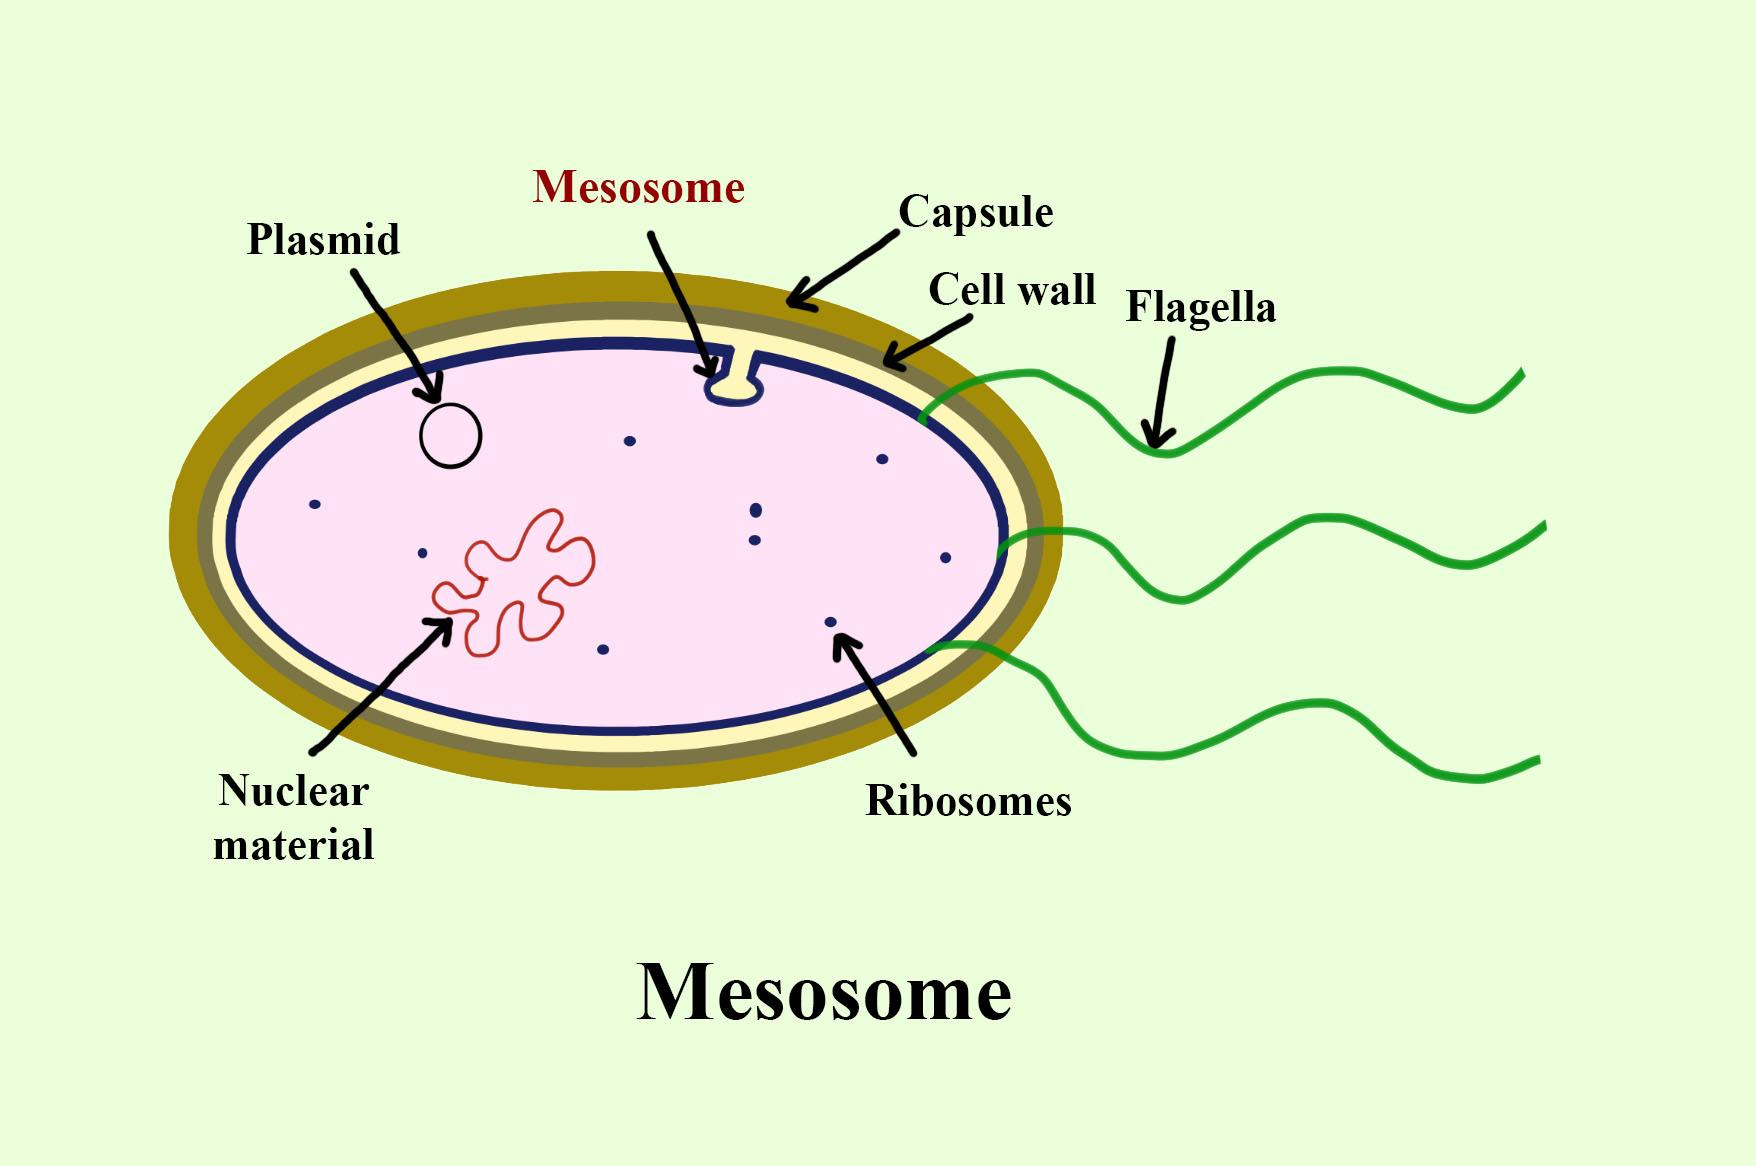 Mesosome
Capsule
Plasmid
Cell wall
Flagella
Nuclear
material
Ribosomes
Mesosome